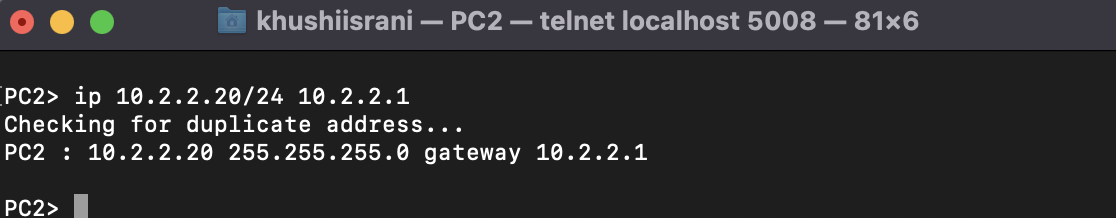 khushiisrani — PC2 — telnet localhost 5008 — 81×6
PC2> ip 10.2.2.20/24 10.2.2.1
Checking for duplicate address...
PC2 : 10.2.2.20 255.255.255.0 gateway 10.2.2.1
PC2>